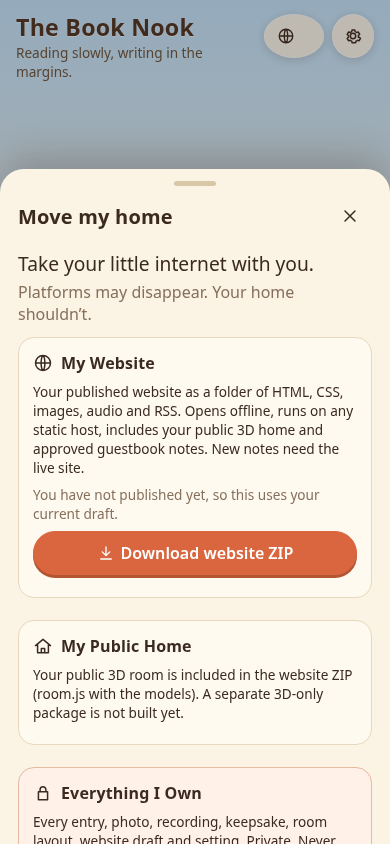 The Book Nook
Reading slowly, writing in the
margins.
Move my home
Take your little internet with you.
Platforms may disappear. Your home
shouldn’t.
My Website
Your published website as a folder of HTML, CSS,
images, audio and RSS. Opens offline, runs on any
static host, includes your public 3D home and
approved guestbook notes. New notes need the
live site.
You have not published yet, so this uses your
current draft.
Download website ZIP
My Public Home
Your public 3D room is included in the website ZIP
(room.js with the models). A separate 3D-only
package is not built yet.
Everything I Own
Every entry, photo, recording, keepsake, room
layout, website draft and setting. Private. Never